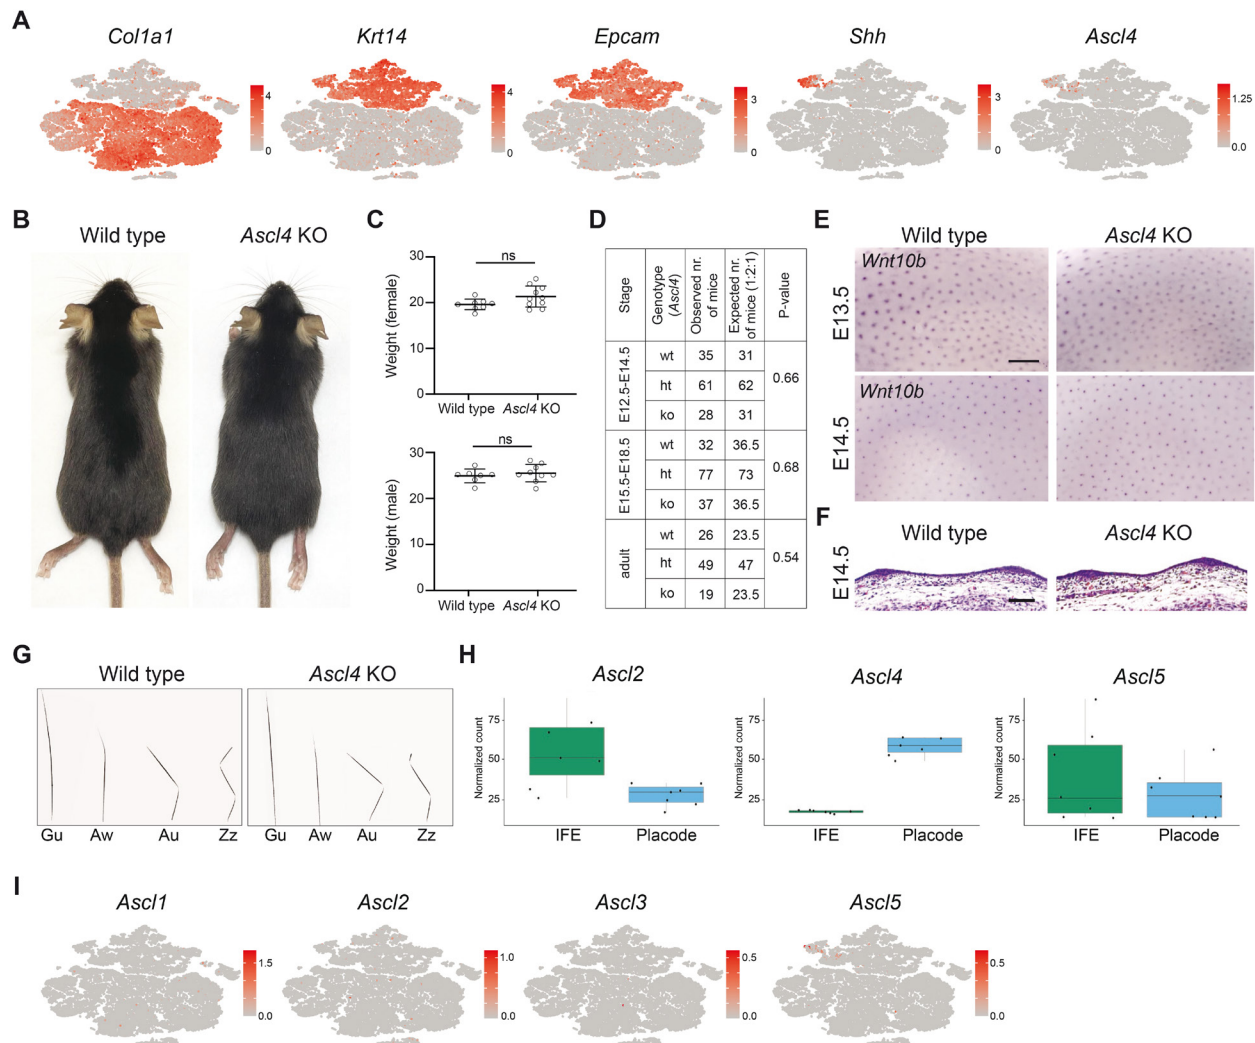 A
Col1a1
Krt14
Epcam
Shh
Ascl4
4
2
0
4
2
0
3
0
3
0
1.25
0.0
B
Wild type
Ascl4 KO
C
Weight (female)
30
20
10
0
ns
Wild type
Ascl4 KO
Weight (male)
30
20
10
0
ns
Wild type
Ascl4 KO
D
Stage
Genotype (Ascl4)
Observed nr. of mice
Expected nr. of mice (1:2:1)
P-value
E12.5-E14.5
wt 35 31
ht 61 62
ko 28 31
0.66
E15.5-E18.5
wt 32 36.5
ht 77 73
ko 37 36.5
0.68
adult
wt 26 23.5
ht 49 47
ko 19 23.5
0.54
E
Wild type
Ascl4 KO
E13.5
Wnt10b
E14.5
Wnt10b
F
Wild type
Ascl4 KO
E14.5
G
Wild type
Ascl4 KO
Gu Aw Au Zz
Gu Aw Au Zz
H
Ascl2
Normalized count
75
50
25
IFE
Placode
Ascl4
Normalized count
75
50
25
IFE
Placode
Ascl5
Normalized count
75
50
25
IFE
Placode
I
Ascl1
Ascl2
Ascl3
Ascl5
1.5
0.0
1.0
0.0
0.5
0.0
0.5
0.0